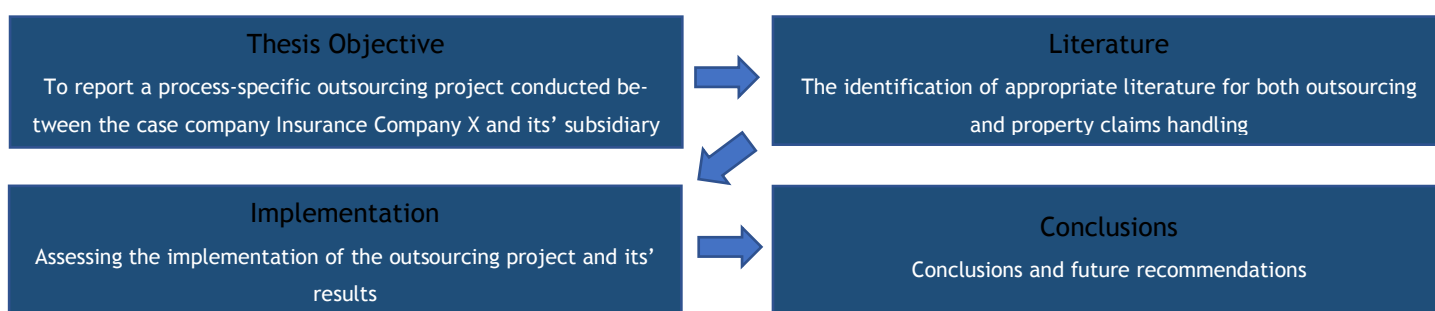 Thesis Objective
To report a process-specific outsourcing project conducted be-
tween the case company Insurance Company X and its’ subsidiary
Literature
The identification of appropriate literature for both outsourcing
and property claims handling
Implementation
Assessing the implementation of the outsourcing project and its’
results
Conclusions
Conclusions and future recommendations